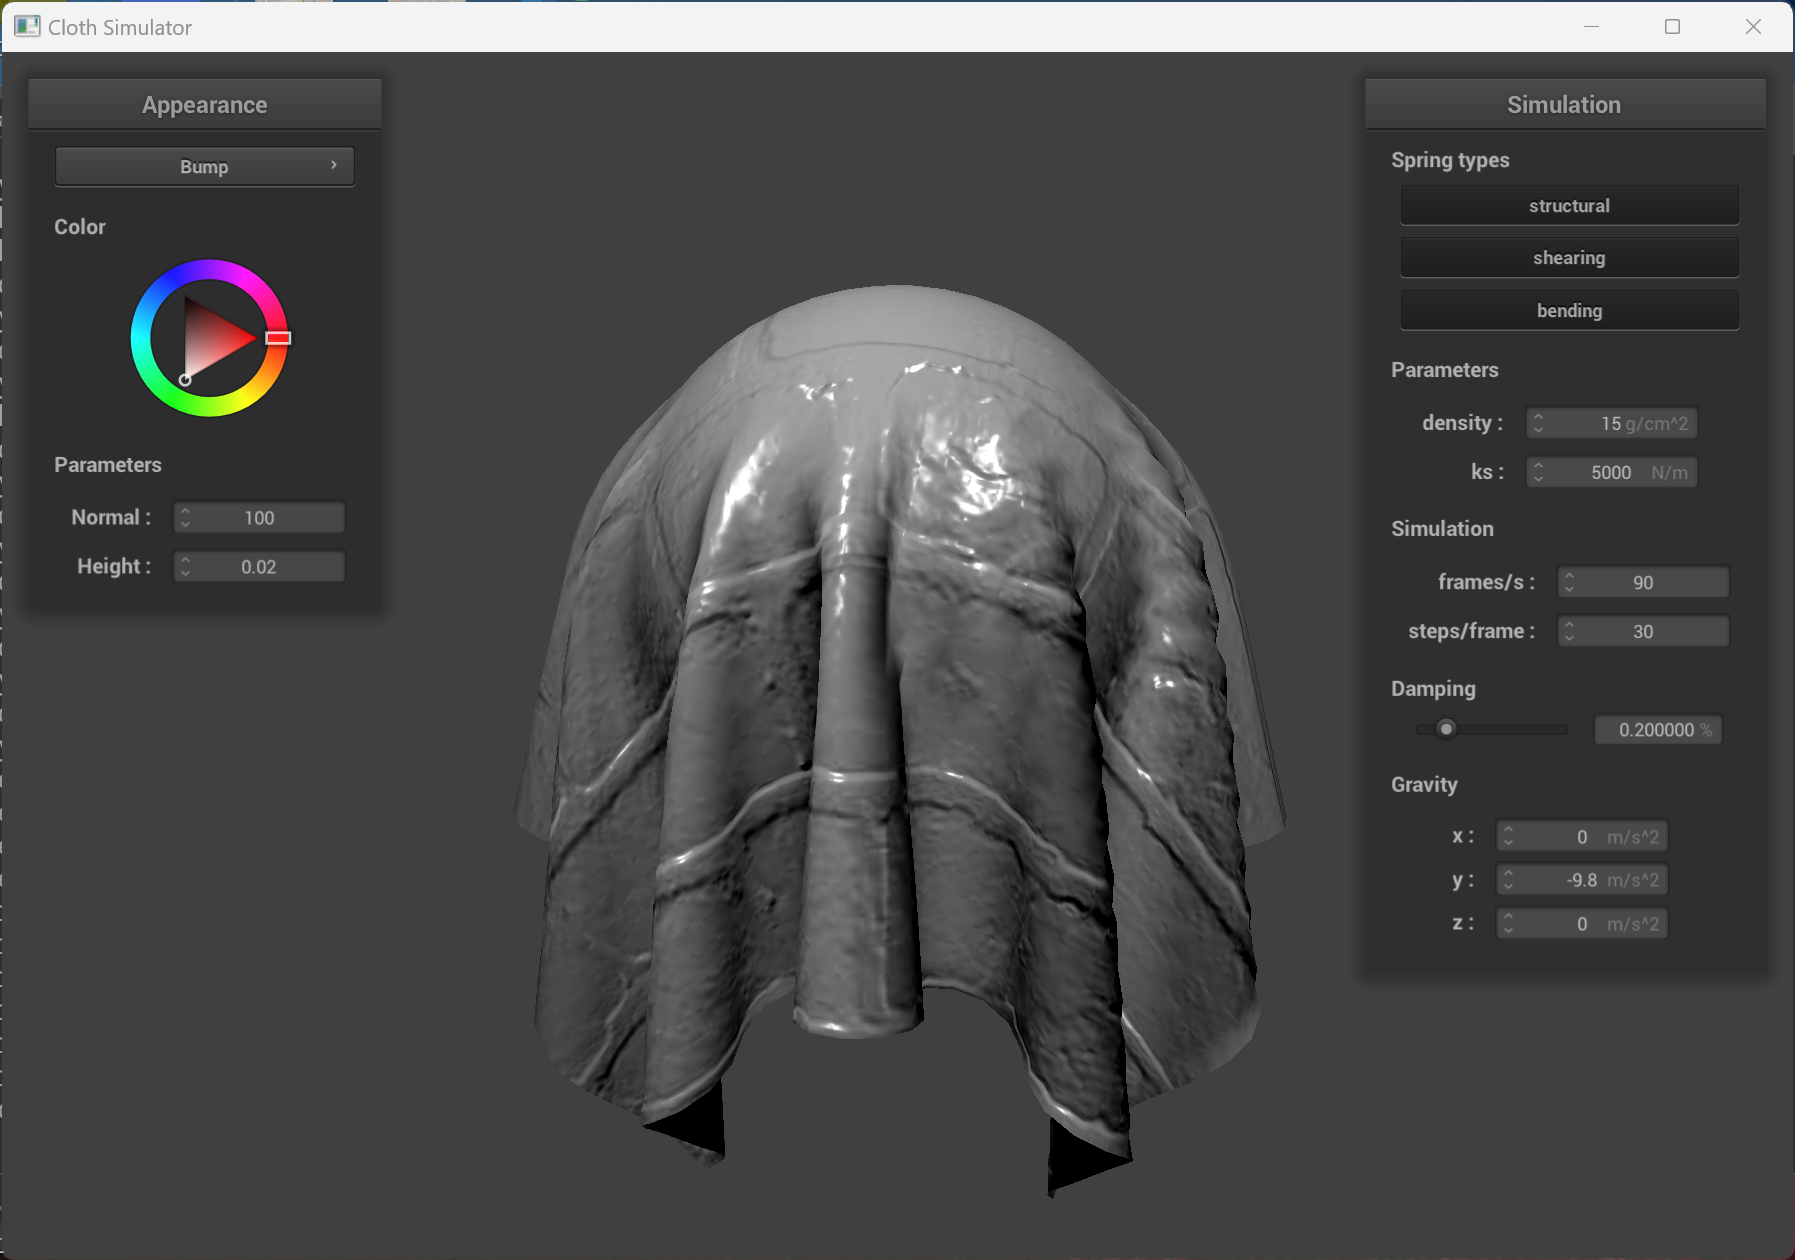 Cloth Simulator
Appearance
Bump
Color
Parameters
Normal : 100
Height : 0.02
Simulation
Spring types
structural
shearing
bending
Parameters
density : 15 g/cm^2
ks : 5000 N/m
Simulation
frames/s : 90
steps/frame : 30
Damping
0.200000 %
Gravity
x : 0 m/s^2
y : -9.8 m/s^2
z : 0 m/s^2